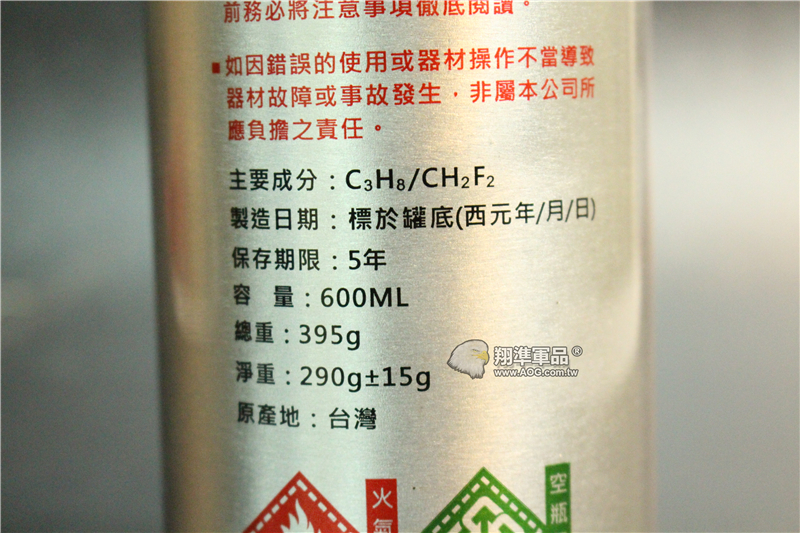 前務必將注意事項徹底閱讀。
■如因錯誤的使用或器材操作不當導致
器材故障或事故發生，非屬本公司所
應負擔之責任。
主要成分：C₃H₈/CH₂F₂
製造日期：標於罐底(西元年/月/日)
保存期限：5年
容 量：600ML
總重：395g
淨重：290g±15g
原產地：台灣
翔準軍品®
www.AOG.com.tw
火氣
空瓶